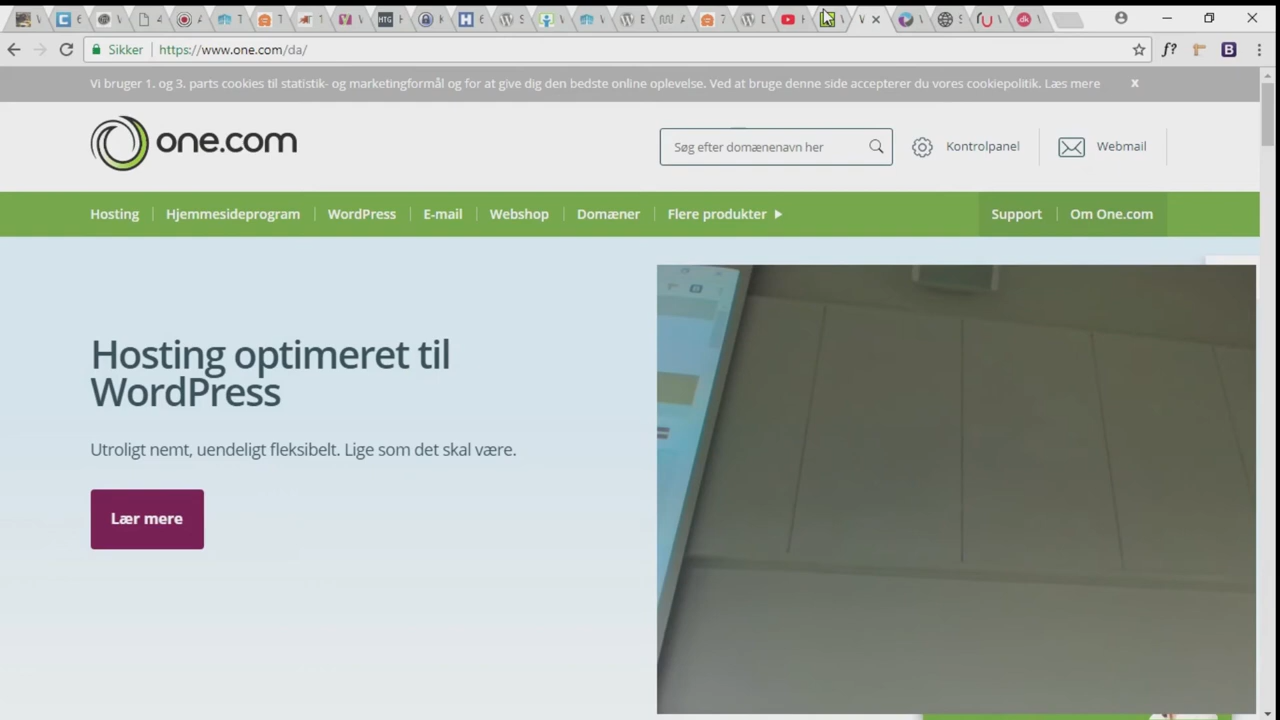 Sikker https://www.one.com/da/
Vi bruger 1. og 3. parts cookies til statistik- og marketingformål og for at give dig den bedste online oplevelse. Ved at bruge denne side accepterer du vores cookiepolitik. Læs mere x
one.com
Søg efter domænenavn her
Kontrolpanel
Webmail
Hosting Hjemmesideprogram WordPress E-mail Webshop Domæner Flere produkter Support Om One.com
Hosting optimeret til
WordPress
Utroligt nemt, uendeligt fleksibelt. Lige som det skal være.
Lær mere